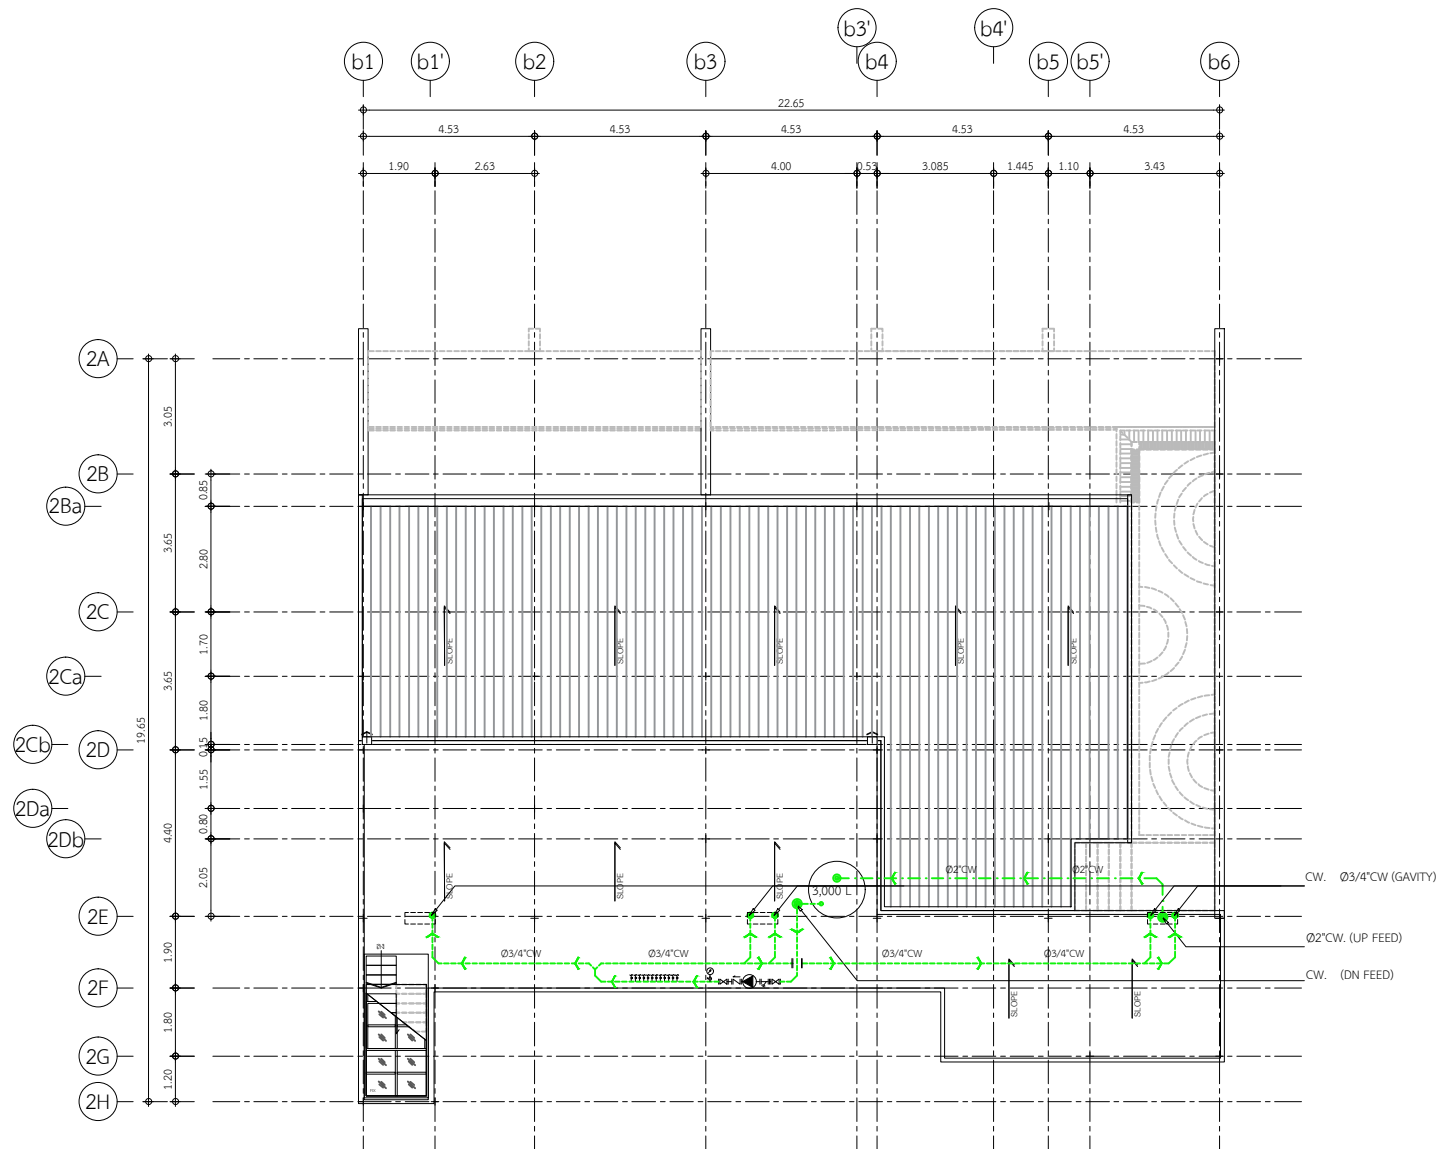 b3' b4'
b1 b1' b2 b3 b4 b5 b5' b6
22.65
4.53 4.53 4.53 4.53 4.53
1.90 2.63 4.00 0.53 3.085 1.445 1.10 3.43
2A
3.05
2B
0.85
2Ba
3.65
2.80
2C
SLOPE SLOPE SLOPE SLOPE SLOPE
1.70
2Ca
3.65
1.80
19.65
2Cb 2D
0.15
1.55
2Da
0.80
2Db
4.40
2.05
Ø2"CW Ø2"CW
CW. Ø3/4"CW (GAVITY)
SLOPE SLOPE SLOPE
3,000 L
2E
Ø2"CW. (UP FEED)
1.90
Ø3/4"CW Ø3/4"CW Ø3/4"CW Ø3/4"CW
CW. (DN FEED)
2F
SLOPE SLOPE
1.80
2G
1.20
2H